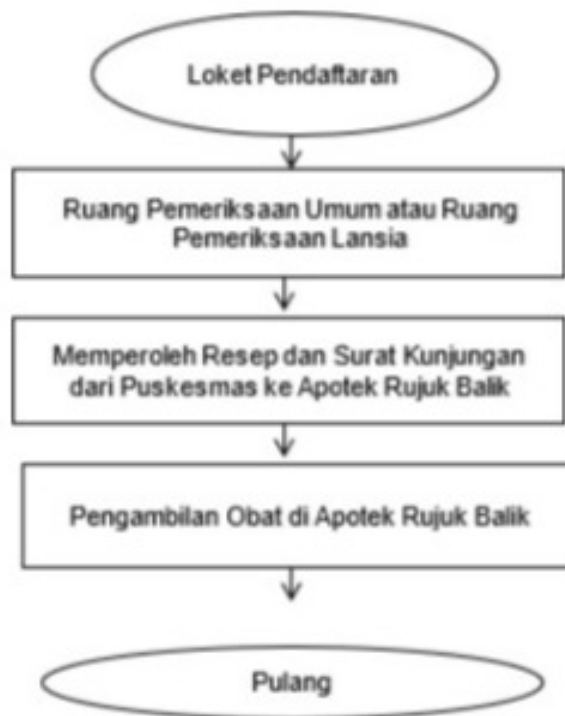 Loket Pendaftaran
Ruang Pemeriksaan Umum atau Ruang
Pemeriksaan Lansia
Memperoleh Resep dan Surat Kunjungan
dari Puskesmas ke Apotek Rujuk Balik
Pengambilan Obat di Apotek Rujuk Balik
Pulang